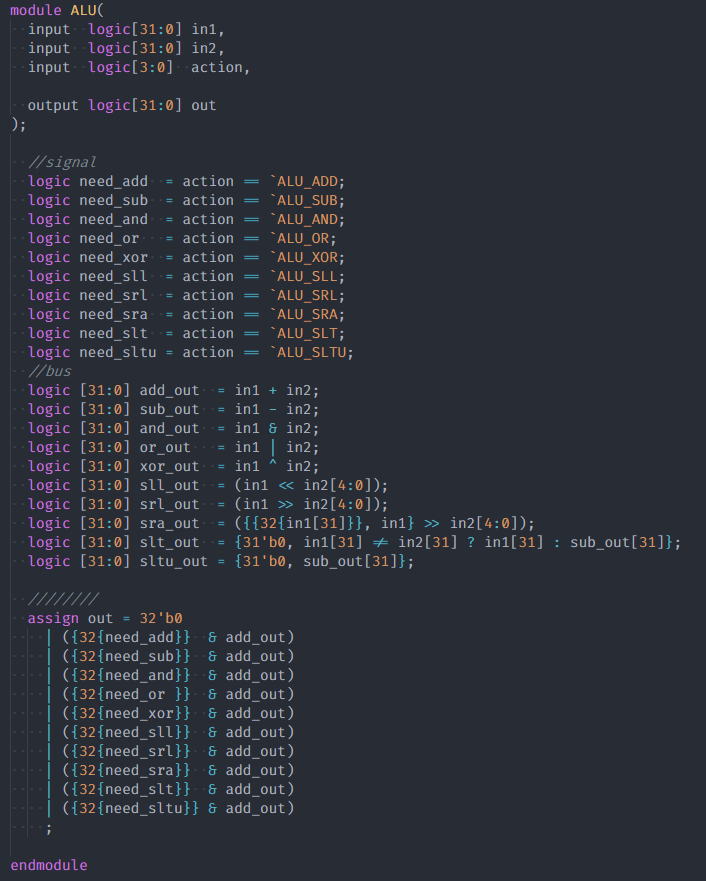 module ALU(
  input  logic[31:0] in1,
  input  logic[31:0] in2,
  input  logic[3:0]  action,

  output logic[31:0] out
);

  //signal
  logic need_add  = action == `ALU_ADD;
  logic need_sub  = action == `ALU_SUB;
  logic need_and  = action == `ALU_AND;
  logic need_or   = action == `ALU_OR;
  logic need_xor  = action == `ALU_XOR;
  logic need_sll  = action == `ALU_SLL;
  logic need_srl  = action == `ALU_SRL;
  logic need_sra  = action == `ALU_SRA;
  logic need_slt  = action == `ALU_SLT;
  logic need_sltu = action == `ALU_SLTU;
  //bus
  logic [31:0] add_out  = in1 + in2;
  logic [31:0] sub_out  = in1 - in2;
  logic [31:0] and_out  = in1 & in2;
  logic [31:0] or_out   = in1 | in2;
  logic [31:0] xor_out  = in1 ^ in2;
  logic [31:0] sll_out  = (in1 << in2[4:0]);
  logic [31:0] srl_out  = (in1 >> in2[4:0]);
  logic [31:0] sra_out  = ({{32{in1[31]}}, in1} >> in2[4:0]);
  logic [31:0] slt_out  = {31'b0, in1[31] != in2[31] ? in1[31] : sub_out[31]};
  logic [31:0] sltu_out = {31'b0, sub_out[31]};

  ////////
  assign out = 32'b0
    | ({32{need_add}}  & add_out)
    | ({32{need_sub}}  & add_out)
    | ({32{need_and}}  & add_out)
    | ({32{need_or }}  & add_out)
    | ({32{need_xor}}  & add_out)
    | ({32{need_sll}}  & add_out)
    | ({32{need_srl}}  & add_out)
    | ({32{need_sra}}  & add_out)
    | ({32{need_slt}}  & add_out)
    | ({32{need_sltu}} & add_out)
    ;

endmodule